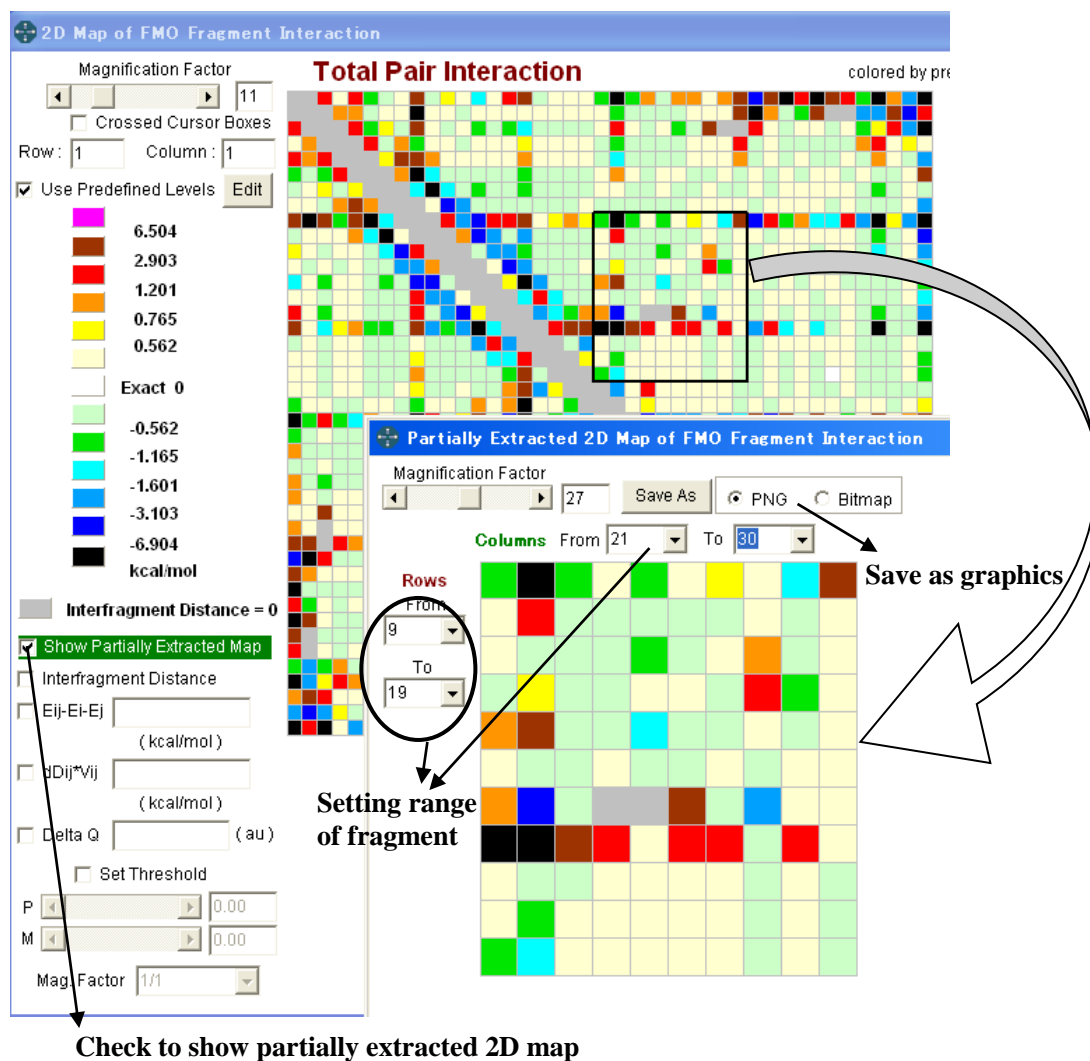 2D Map of FMO Fragment Interaction
Magnification Factor
11
Crossed Cursor Boxes
Row : 1 Column : 1
Use Predefined Levels Edit
6.504
2.903
1.201
0.765
0.562
Exact 0
-0.562
-1.165
-1.601
-3.103
-6.904
kcal/mol
Interfragment Distance = 0
Show Partially Extracted Map
Interfragment Distance
Eij-Ei-Ej
( kcal/mol )
dDij*Vij
( kcal/mol )
Delta Q ( au )
Set Threshold
P 0.00
M 0.00
Mag. Factor 1/1
Total Pair Interaction
colored by pre
Partially Extracted 2D Map of FMO Fragment Interaction
Magnification Factor
27 Save As PNG Bitmap
Columns From 21 To 30
Save as graphics
Rows
From
9
To
19
Setting range
of fragment
Check to show partially extracted 2D map